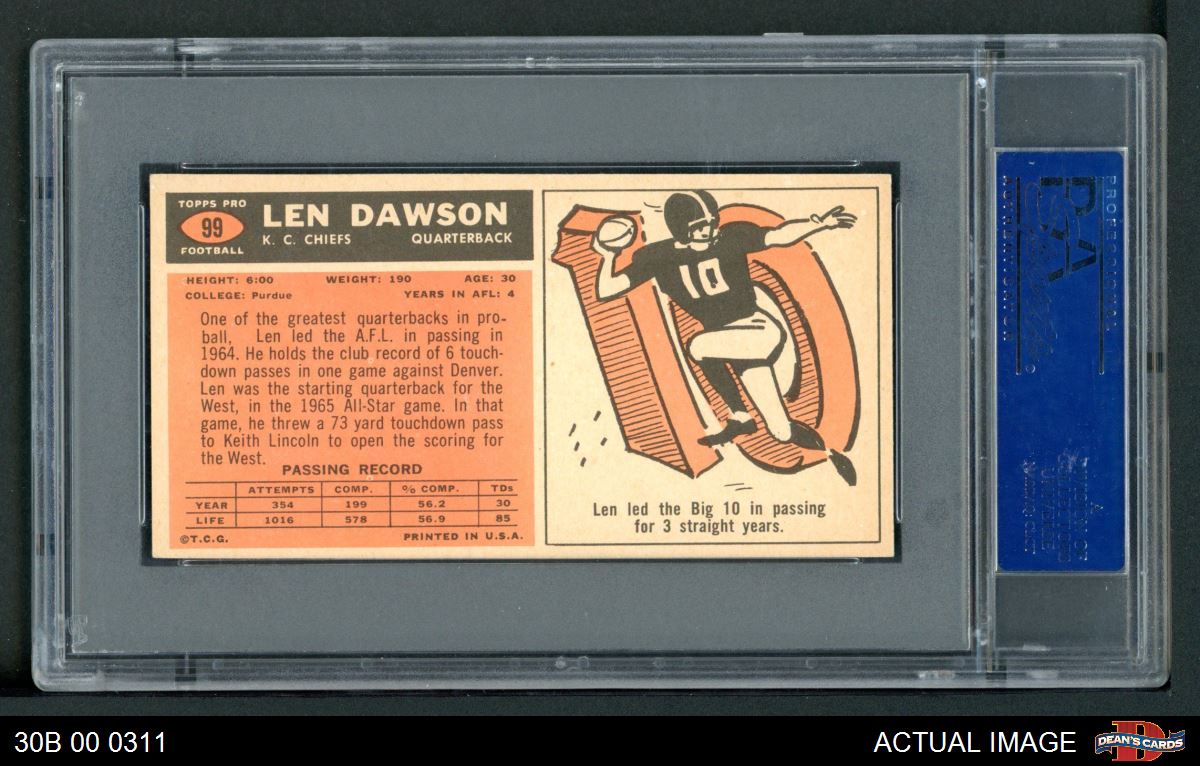 TOPPS PRO
99
FOOTBALL
LEN DAWSON
K. C. CHIEFS QUARTERBACK
HEIGHT: 6:00 WEIGHT: 190 AGE: 30
COLLEGE: Purdue YEARS IN AFL: 4
One of the greatest quarterbacks in pro-
ball, Len led the A.F.L. in passing in
1964. He holds the club record of 6 touch-
down passes in one game against Denver.
Len was the starting quarterback for the
West, in the 1965 All-Star game. In that
game, he threw a 73 yard touchdown pass
to Keith Lincoln to open the scoring for
the West.
PASSING RECORD
ATTEMPTS COMP. % COMP. TDs
YEAR 354 199 56.2 30
LIFE 1016 578 56.9 85
©T.C.G. PRINTED IN U.S.A.
10
Len led the Big 10 in passing
for 3 straight years.
PROFESSIONAL
PSA
AUTHENTICATOR
A
DIVISION OF
UNIVERSE
30B 00 0311
ACTUAL IMAGE
D
DEAN'S CARDS